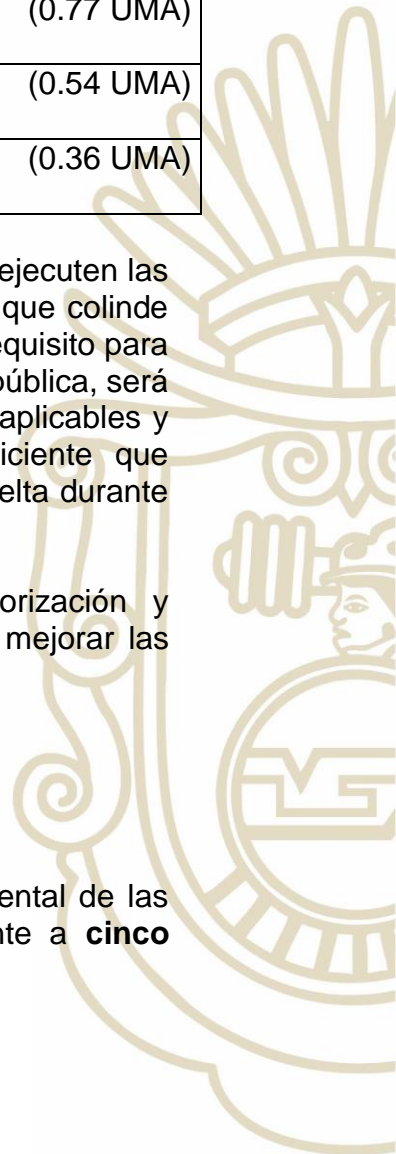 (0.77 UMA)
(0.54 UMA)
(0.36 UMA)
ejecuten las
que colinde
equisito para
pública, será
aplicables y
iciente que
elta durante
orización y
mejorar las
ental de las
nte a cinco